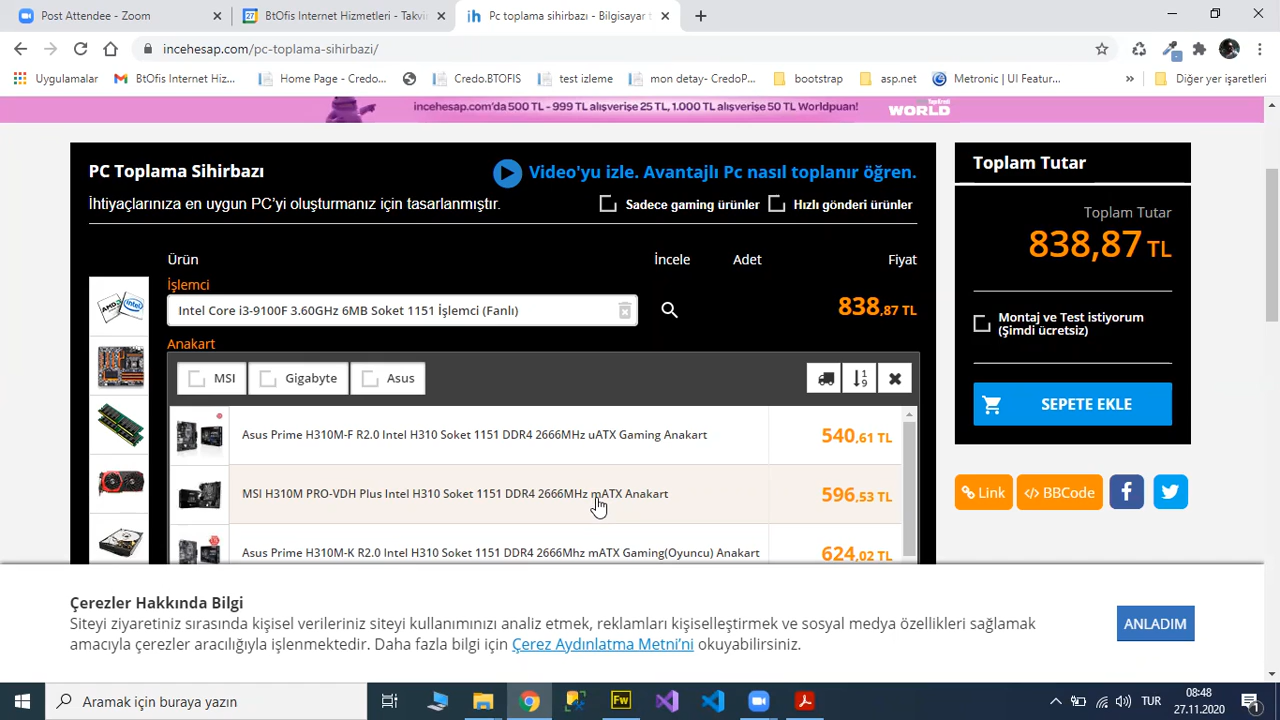 Post Attendee - Zoom
BtOfis Internet Hizmetleri - Takvi
Pc toplama sihirbazı - Bilgisayar t
incehesap.com/pc-toplama-sihirbazi/
Uygulamalar
BtOfis Internet Hiz...
Home Page - Credo...
Credo.BTOFIS
test izleme
mon detay- CredoP...
bootstrap
asp.net
Metronic | UI Featur...
»
Diğer yer işaretleri
incehesap.com'da 500 TL - 999 TL alışverişe 25 TL, 1.000 TL alışverişe 50 TL Worldpuan!
WORLD
PC Toplama Sihirbazı
Video'yu izle. Avantajlı Pc nasıl toplanır öğren.
İhtiyaçlarınıza en uygun PC'yi oluşturmanız için tasarlanmıştır.
Sadece gaming ürünler
Hızlı gönderi ürünler
Ürün
İncele
Adet
Fiyat
İşlemci
Intel Core i3-9100F 3.60GHz 6MB Soket 1151 İşlemci (Fanlı)
838,87 TL
Anakart
MSI
Gigabyte
Asus
Asus Prime H310M-F R2.0 Intel H310 Soket 1151 DDR4 2666MHz uATX Gaming Anakart
540,61 TL
MSI H310M PRO-VDH Plus Intel H310 Soket 1151 DDR4 2666MHz mATX Anakart
596,53 TL
Asus Prime H310M-K R2.0 Intel H310 Soket 1151 DDR4 2666Mhz mATX Gaming(Oyuncu) Anakart
624,02 TL
Toplam Tutar
Toplam Tutar
838,87 TL
Montaj ve Test istiyorum
(Şimdi ücretsiz)
SEPETE EKLE
Link
</> BBCode
Çerezler Hakkında Bilgi
Siteyi ziyaretiniz sırasında kişisel verileriniz siteyi kullanımınızı analiz etmek, reklamları kişiselleştirmek ve sosyal medya özellikleri sağlamak
amacıyla çerezler aracılığıyla işlenmektedir. Daha fazla bilgi için Çerez Aydınlatma Metni'ni okuyabilirsiniz.
ANLADIM
Aramak için buraya yazın
Fw
TUR
08:48
27.11.2020